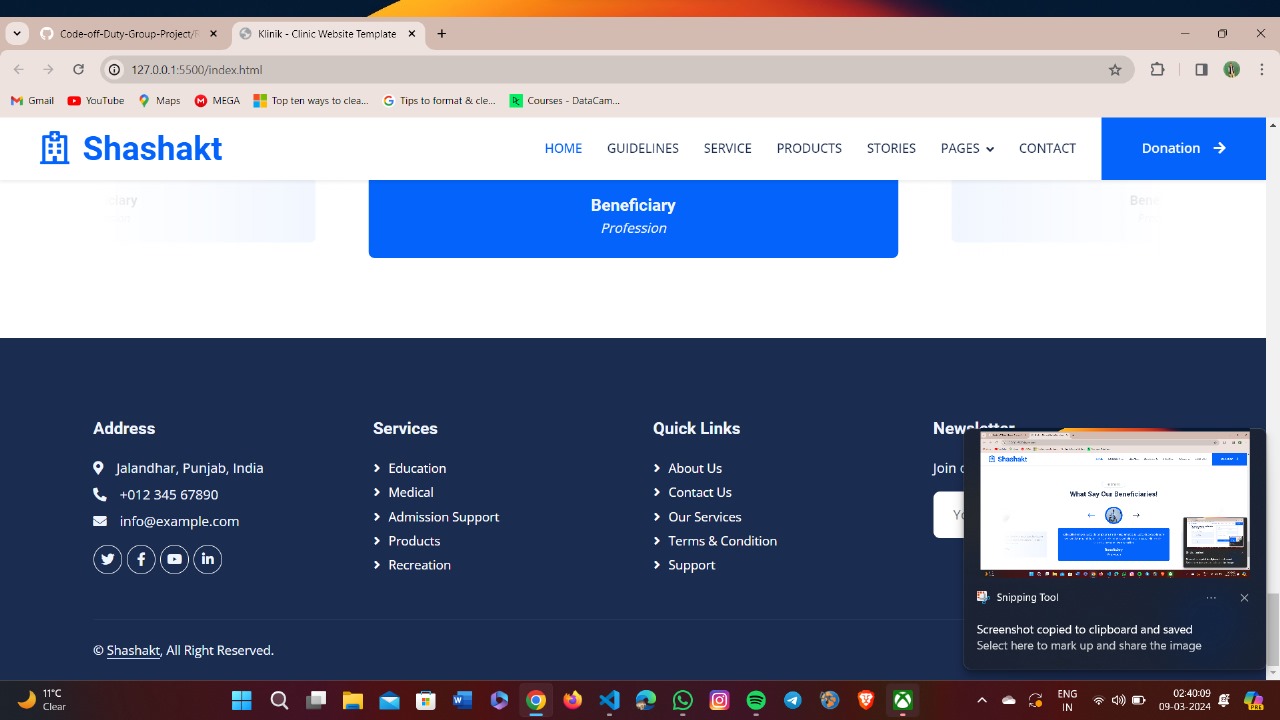 Code-off-Duty-Group-Project/
Klinik - Clinic Website Template
127.0.0.1:5500/index.html
Gmail
YouTube
Maps
MEGA
Top ten ways to clea...
Tips to format & cle...
Courses - DataCam...
Shashakt
HOME
GUIDELINES
SERVICE
PRODUCTS
STORIES
PAGES
CONTACT
Donation
Beneficiary
Profession
Address
Jalandhar, Punjab, India
+012 345 67890
info@example.com
Services
Education
Medical
Admission Support
Products
Recreation
Quick Links
About Us
Contact Us
Our Services
Terms & Condition
Support
Newsletter
Join
Shashakt
What Say Our Beneficiaries!
Snipping Tool
Screenshot copied to clipboard and saved
Select here to mark up and share the image
© Shashakt, All Right Reserved.
11°C
Clear
ENG
IN
02:40:09
09-03-2024